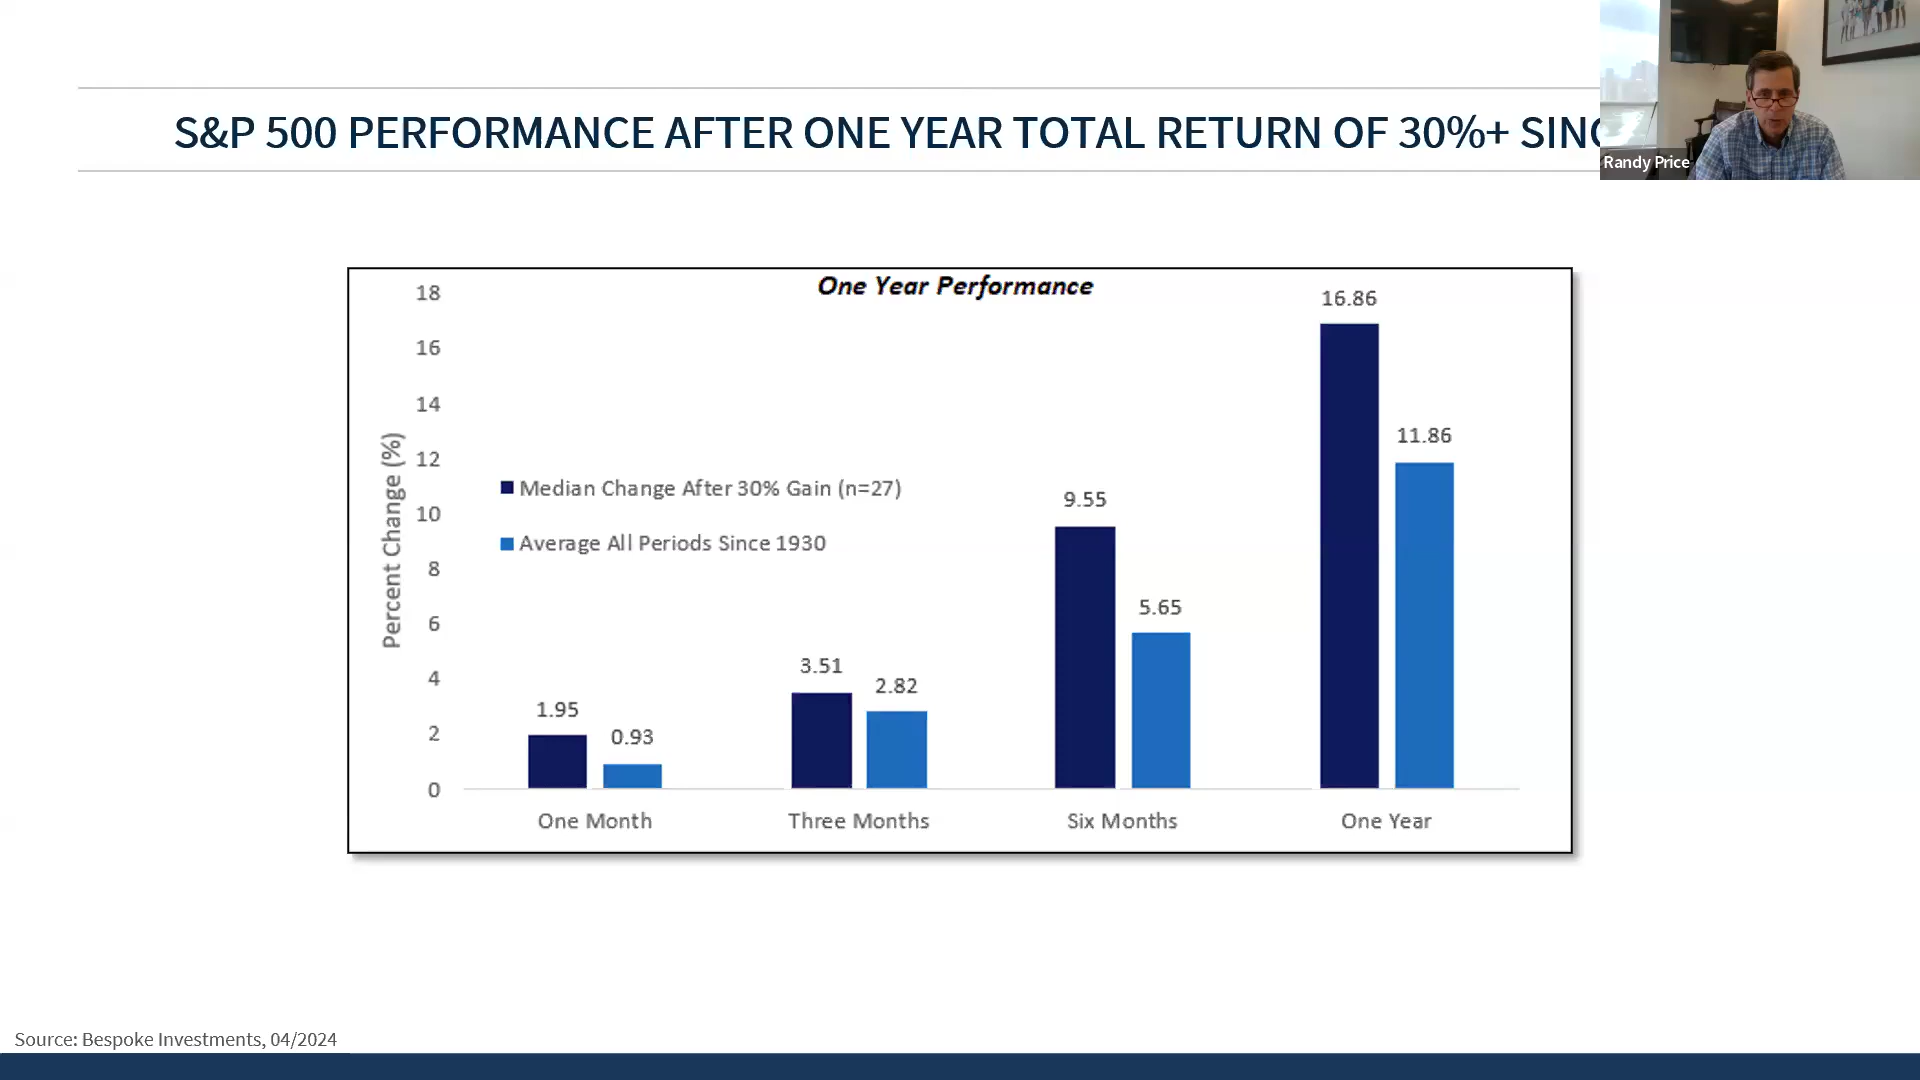 S&P 500 PERFORMANCE AFTER ONE YEAR TOTAL RETURN OF 30%+
Randy Price
One Year Performance
18
16
14
12
10
8
6
4
2
0
Percent Change (%)
Median Change After 30% Gain (n=27)
Average All Periods Since 1930
1.95
0.93
3.51
2.82
9.55
5.65
16.86
11.86
One Month
Three Months
Six Months
One Year
Source: Bespoke Investments, 04/2024